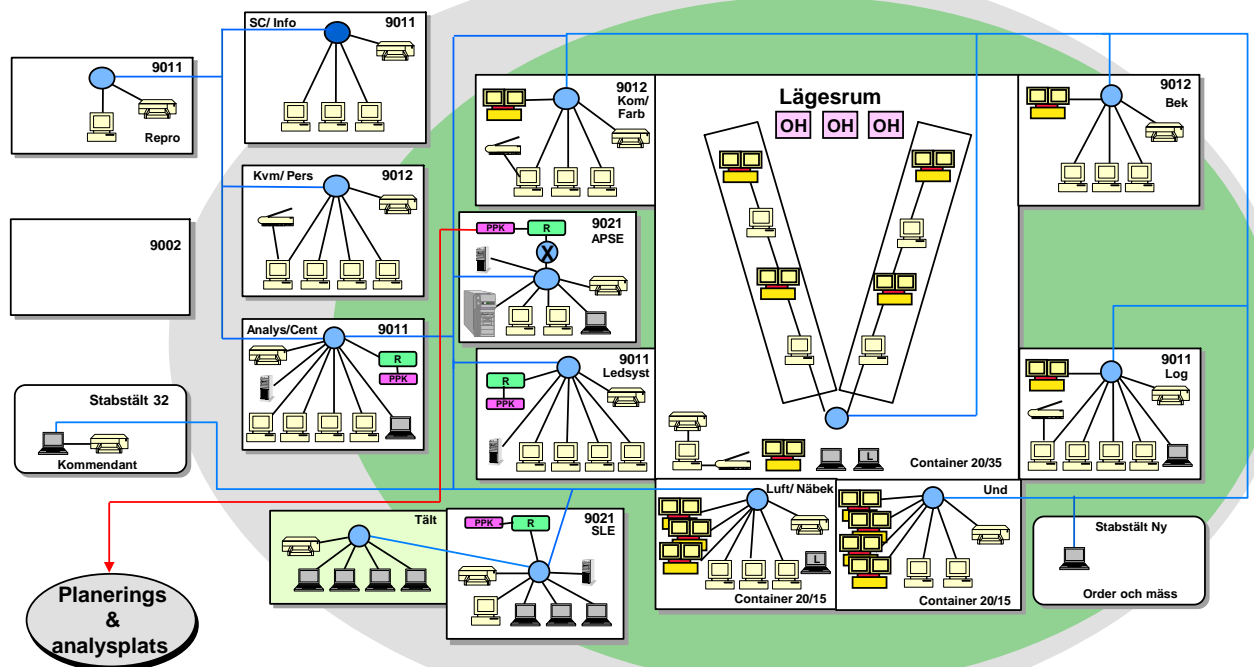 SC/ Info
9011
9011
Repro
9012
Kom/
Farb
Lägesrum
OH
OH
OH
9012
Bek
Kvm/ Pers
9012
9002
9021
APSE
PPK
R
X
Analys/Cent
9011
R
PPK
9011
Ledsyst
R
PPK
9011
Log
Stabstält 32
Kommendant
L
Container 20/35
Luft/ Näbek
L
Container 20/15
Und
Container 20/15
Stabstält Ny
Order och mäss
Tält
9021
SLE
PPK
R
Planerings
&
analysplats